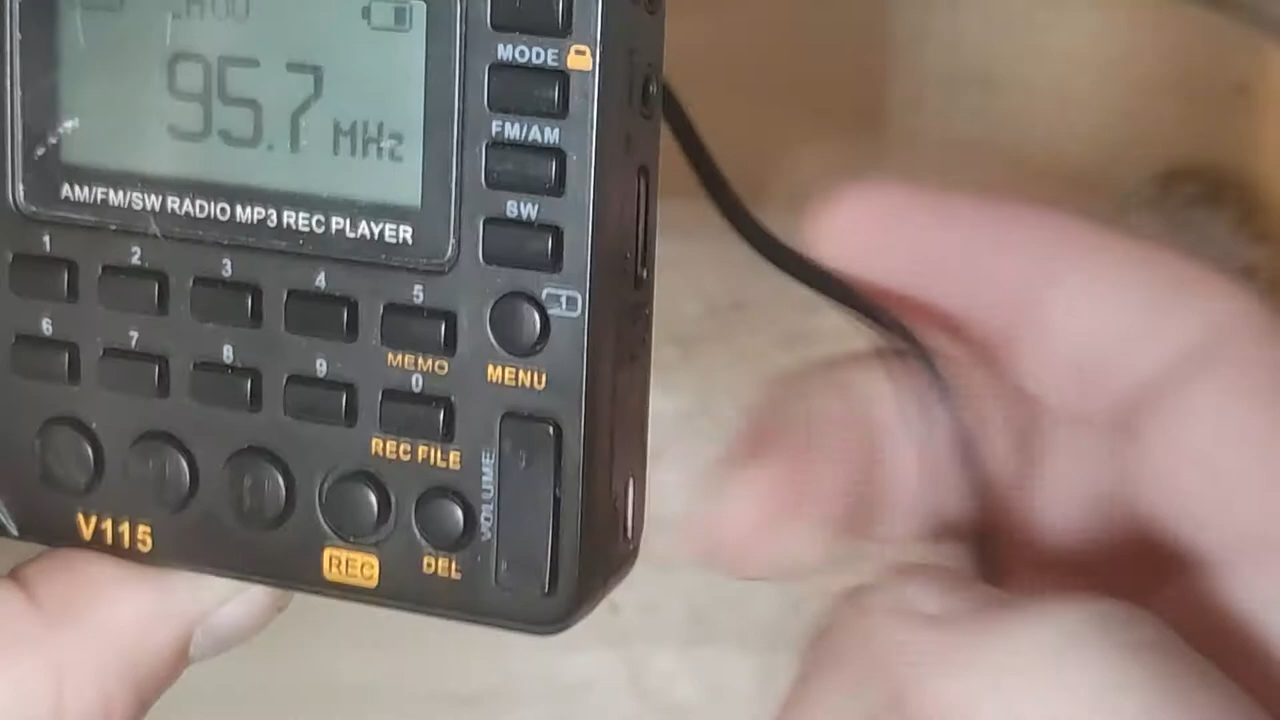 95.7 MHz
AM/FM/SW RADIO MP3 REC PLAYER
MODE
FM/AM
SW
1 2 3 4 5
MEMO
MENU
6 7 8 9 0
REC FILE
VOLUME
V115
REC
DEL